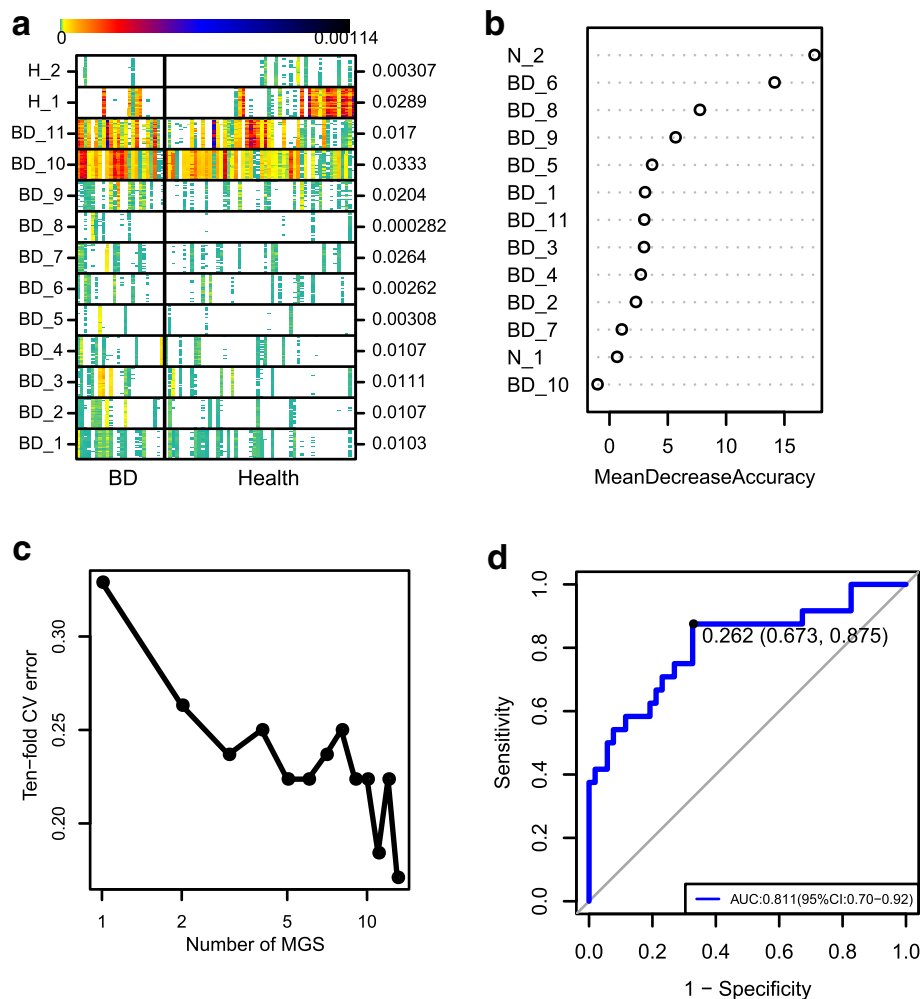 a
0
0.00114
H_2 0.00307
H_1 0.0289
BD_11 0.017
BD_10 0.0333
BD_9 0.0204
BD_8 0.000282
BD_7 0.0264
BD_6 0.00262
BD_5 0.00308
BD_4 0.0107
BD_3 0.0111
BD_2 0.0107
BD_1 0.0103
BD Health
b
N_2
BD_6
BD_8
BD_9
BD_5
BD_1
BD_11
BD_3
BD_4
BD_2
BD_7
N_1
BD_10
0 5 10 15
MeanDecreaseAccuracy
c
Ten−fold CV error
0.30
0.25
0.20
1 2 5 10
Number of MGS
d
Sensitivity
1.0
0.8
0.6
0.4
0.2
0.0
0.262 (0.673, 0.875)
AUC:0.811(95%CI:0.70−0.92)
0.0 0.2 0.4 0.6 0.8 1.0
1 − Specificity